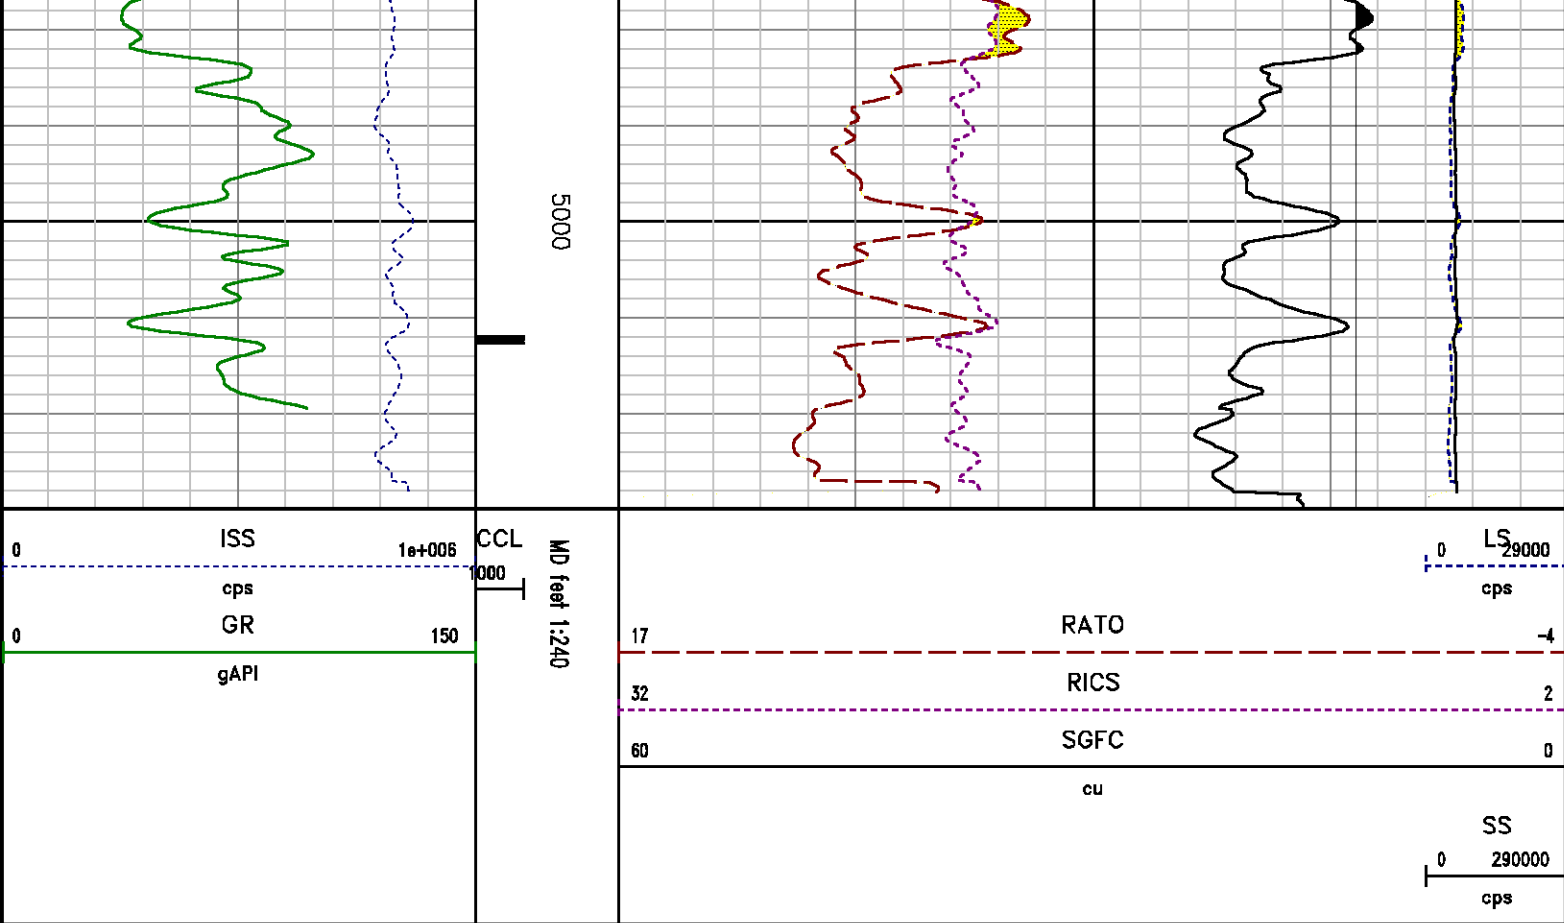 5000
ISS
0 1e+006
cps
GR
0 150
gAPI
CCL
1000
MD feet 1:240
LS
0 29000
cps
RATO
17 -4
RICS
32 2
SGFC
60 0
cu
SS
0 290000
cps